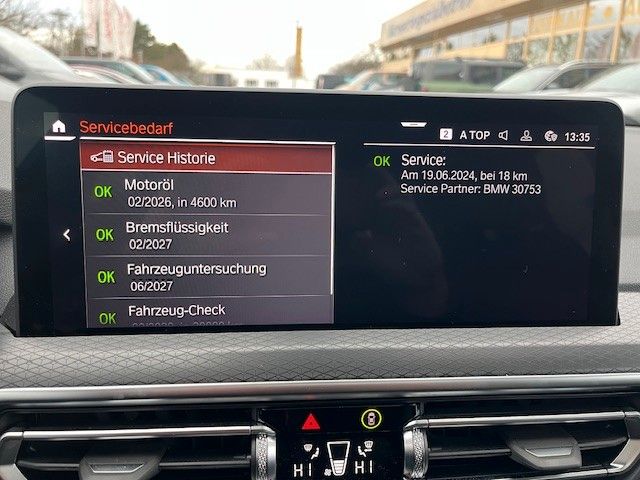 Servicebedarf
2 A TOP 13:35
Service Historie
OK Motoröl
02/2026, in 4600 km
OK Bremsflüssigkeit
02/2027
OK Fahrzeuguntersuchung
06/2027
OK Fahrzeug-Check
OK Service:
Am 19.06.2024, bei 18 km
Service Partner: BMW 30753
HI HI